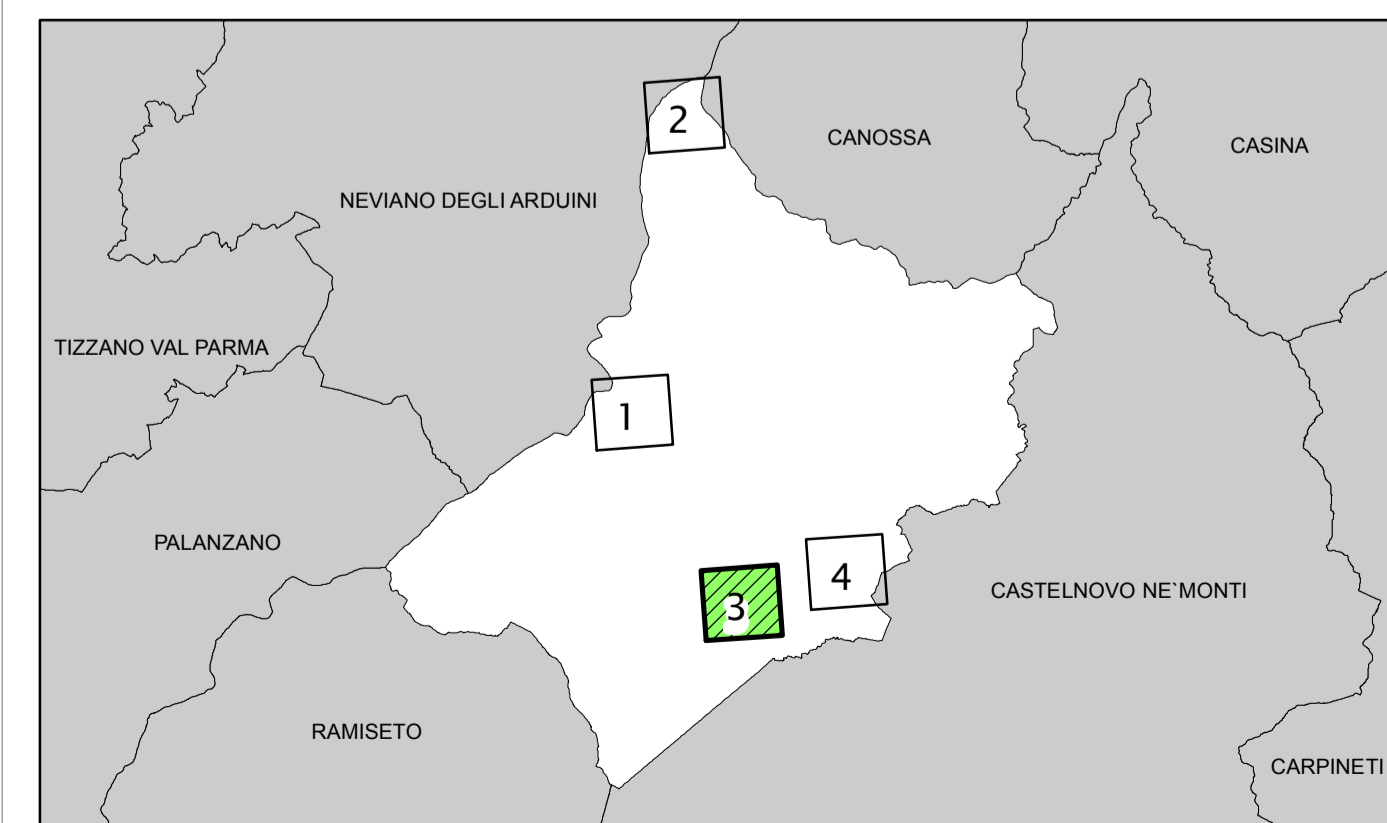 2
CANOSSA
CASINA
NEVIANO DEGLI ARDUINI
TIZZANO VAL PARMA
1
PALANZANO
4
3
CASTELNOVO NE`MONTI
RAMISETO
CARPINETI